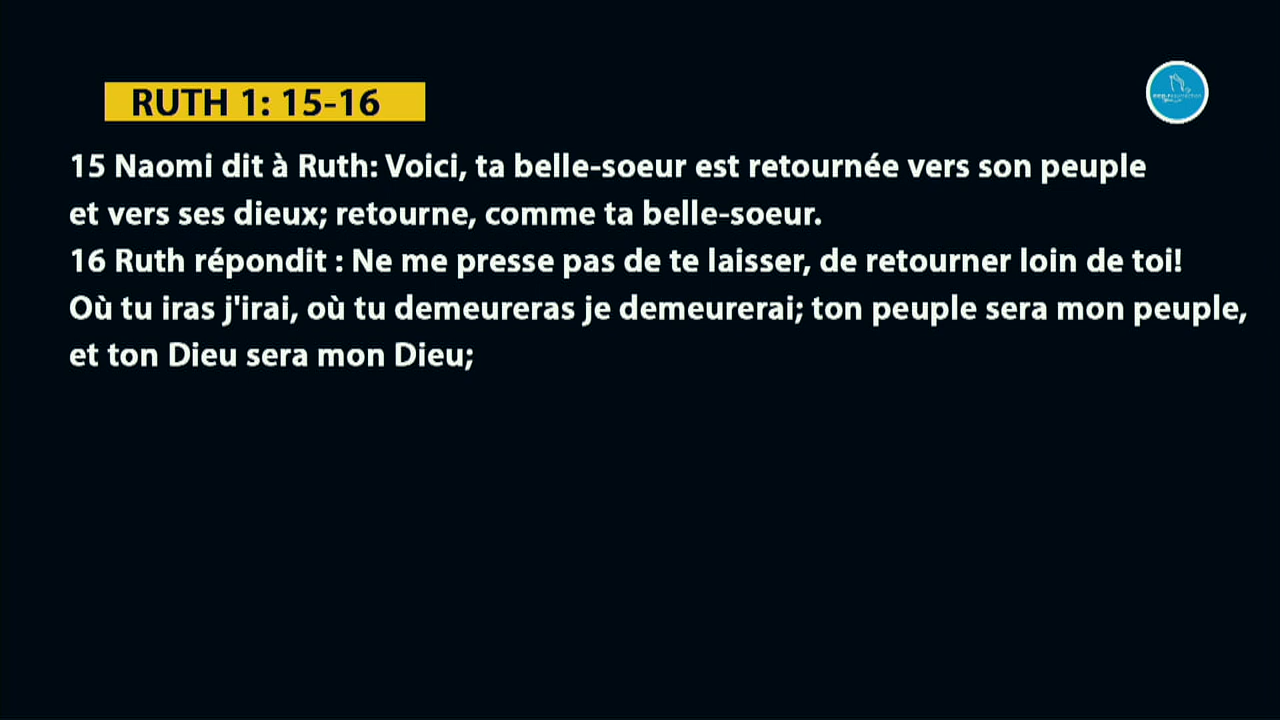 RUTH 1: 15-16
15 Naomi dit à Ruth: Voici, ta belle-soeur est retournée vers son peuple
et vers ses dieux; retourne, comme ta belle-soeur.
16 Ruth répondit : Ne me presse pas de te laisser, de retourner loin de toi!
Où tu iras j'irai, où tu demeureras je demeurerai; ton peuple sera mon peuple,
et ton Dieu sera mon Dieu;